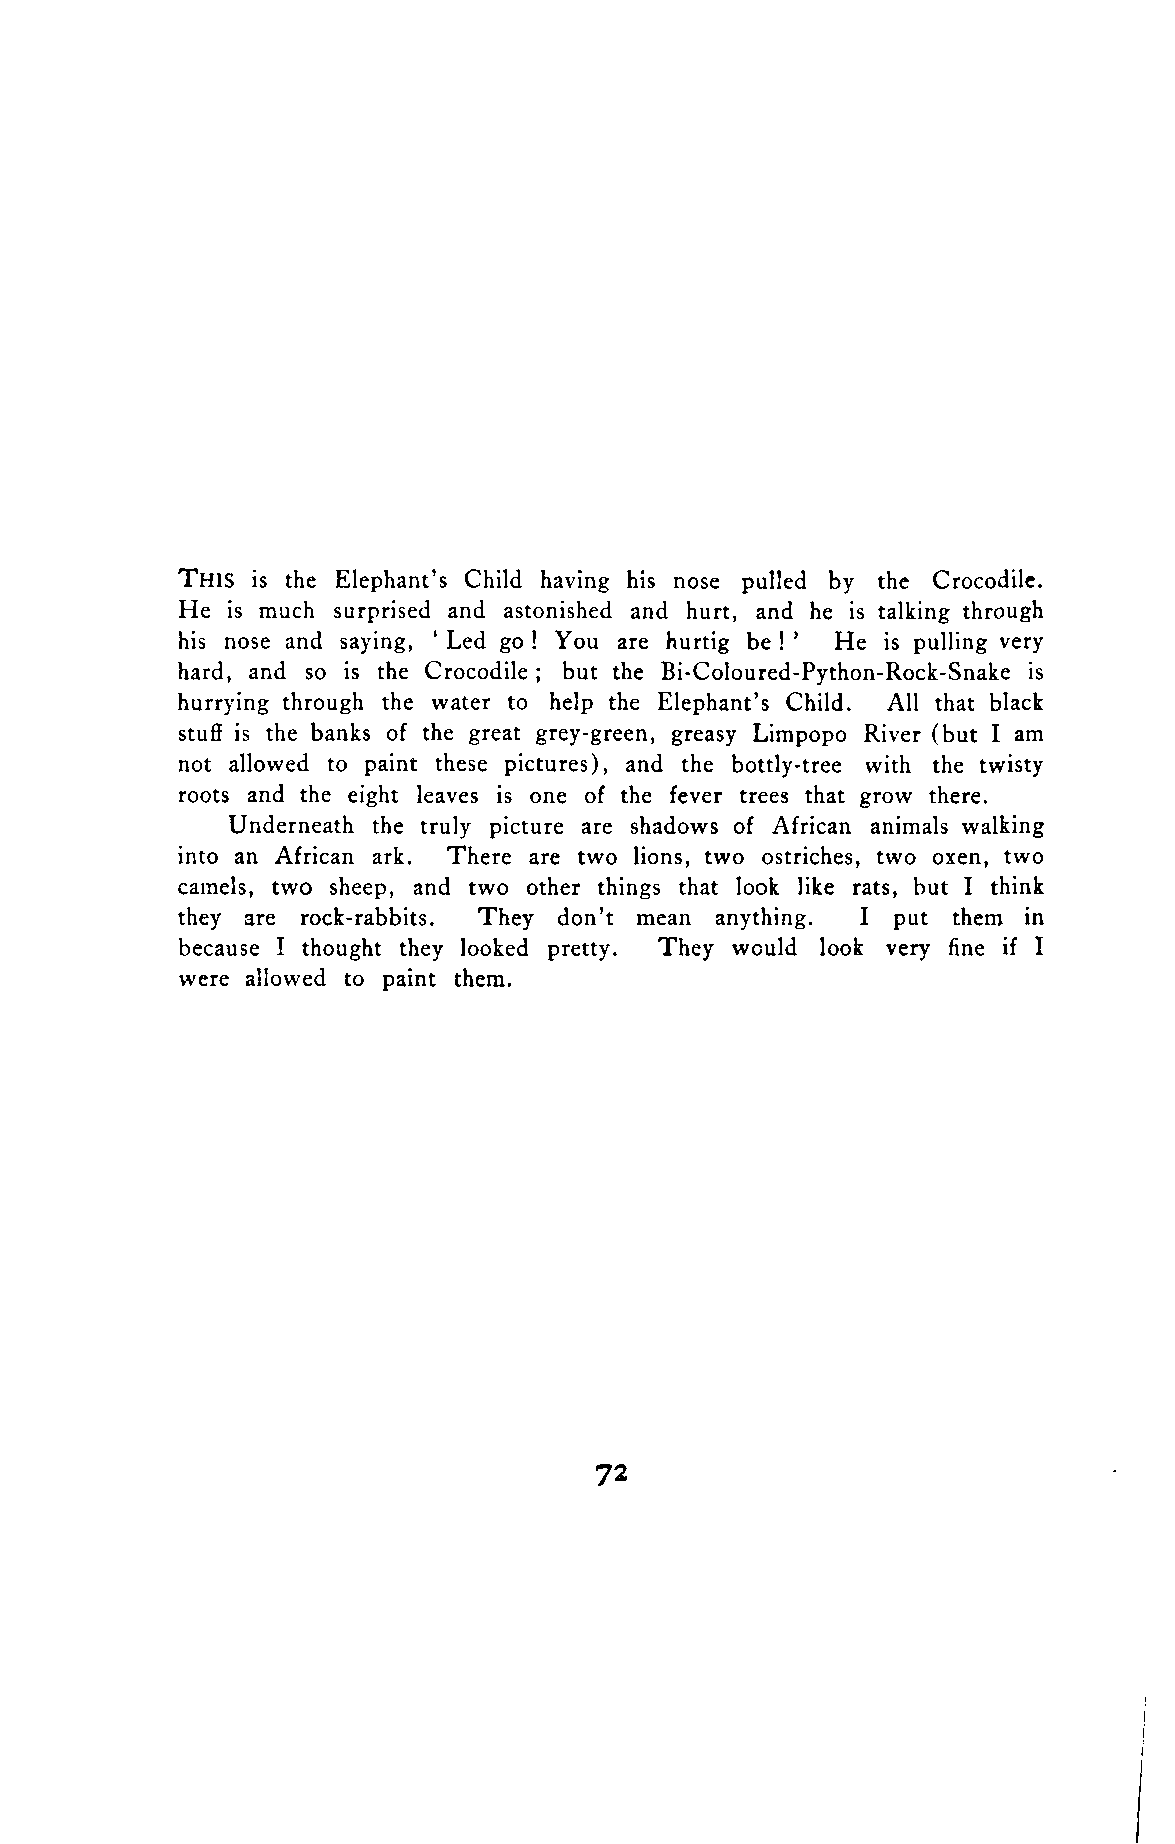 THIS is the Elephant's Child having his nose pulled by the Crocodile.
He is much surprised and astonished and hurt, and he is talking through
his nose and saying, 'Led go! You are hurtig be!' He is pulling very
hard, and so is the Crocodile; but the Bi-Coloured-Python-Rock-Snake is
hurrying through the water to help the Elephant's Child. All that black
stuff is the banks of the great grey-green, greasy Limpopo River (but I am
not allowed to paint these pictures), and the bottly-tree with the twisty
roots and the eight leaves is one of the fever trees that grow there.
Underneath the truly picture are shadows of African animals walking
into an African ark. There are two lions, two ostriches, two oxen, two
camels, two sheep, and two other things that look like rats, but I think
they are rock-rabbits. They don't mean anything. I put them in
because I thought they looked pretty. They would look very fine if I
were allowed to paint them.
72